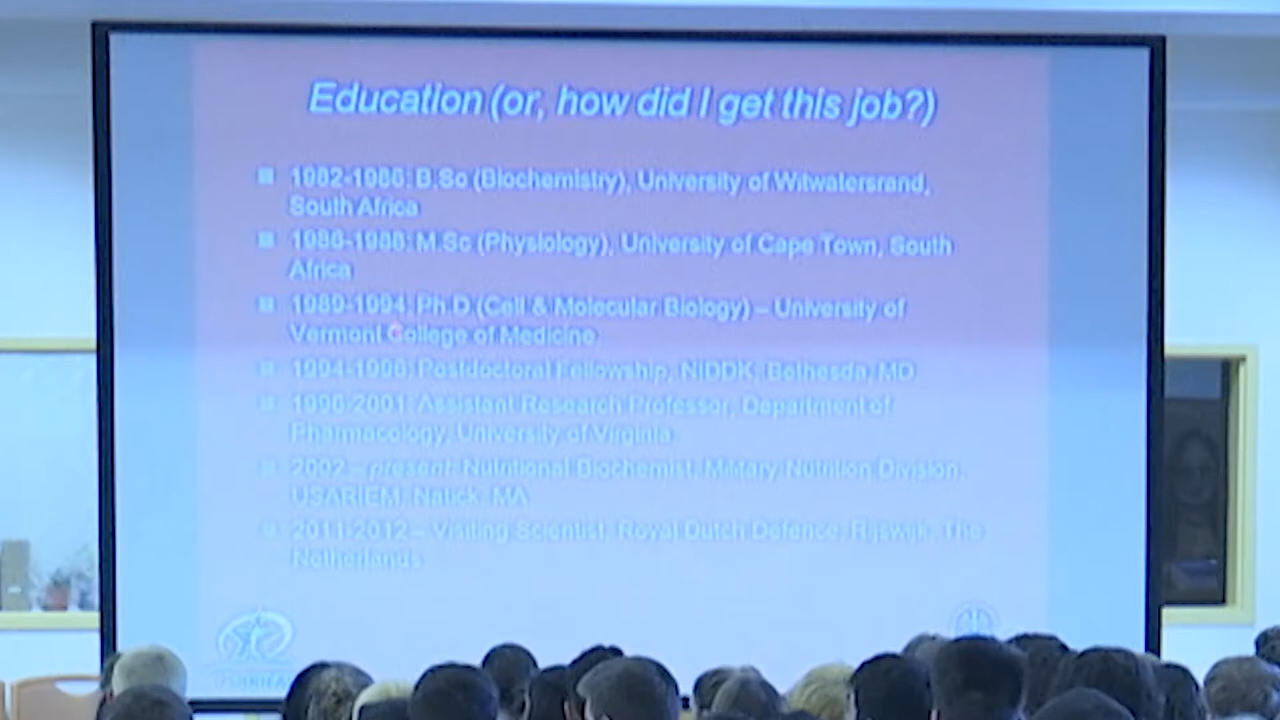 Education (or, how did I get this job?)
1982-1986: B.Sc (Biochemistry), University of Witwatersrand,
South Africa
1986-1988: M.Sc (Physiology), University of Cape Town, South
Africa
1989-1994: Ph.D (Cell & Molecular Biology) – University of
Vermont College of Medicine
1994-1996: Postdoctoral Fellowship, NIDDK, Bethesda, MD
1996-2001: Assistant Research Professor, Department of
Pharmacology, University of Virginia
2002 – present: Nutritional Biochemist, Military Nutrition Division,
USARIEM, Natick, MA
2011-2012 – Visiting Scientist, Royal Dutch Defence, Rijswijk, The
Netherlands